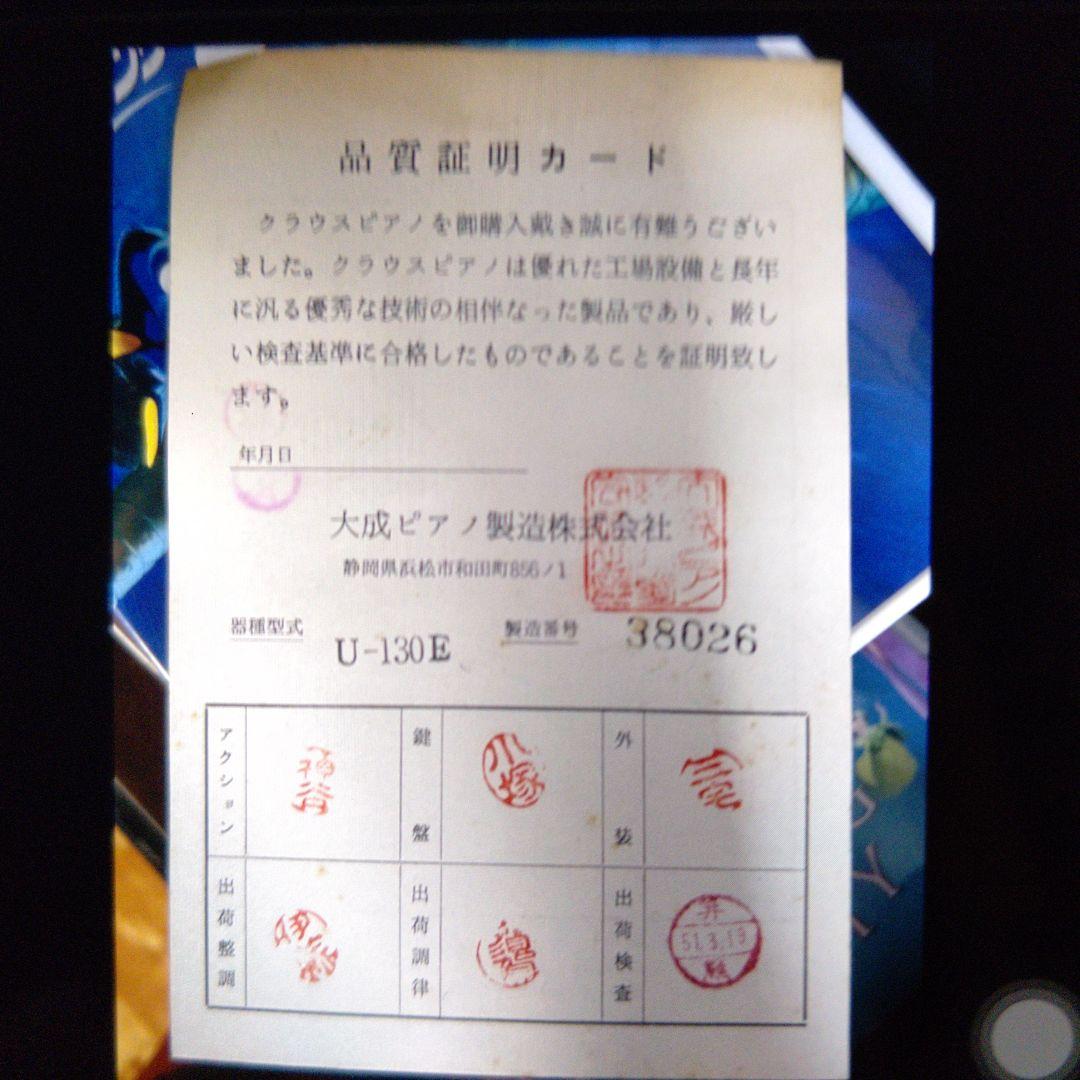 品質証明カード
クラウスピアノを御購入戴き誠に有難うござい
ました。クラウスピアノは優れた工場設備と長年
に汎る優秀な技術の相伴なった製品であり、厳し
い検査基準に合格したものであることを証明致し
ます。
年月日
大成ピアノ製造株式会社
静岡県浜松市和田町856ノ1
器種型式 U-130E 製造番号 38026
アクション 鍵盤 小塚 外装
出荷整調 出荷調律 出荷検査
51.3.19